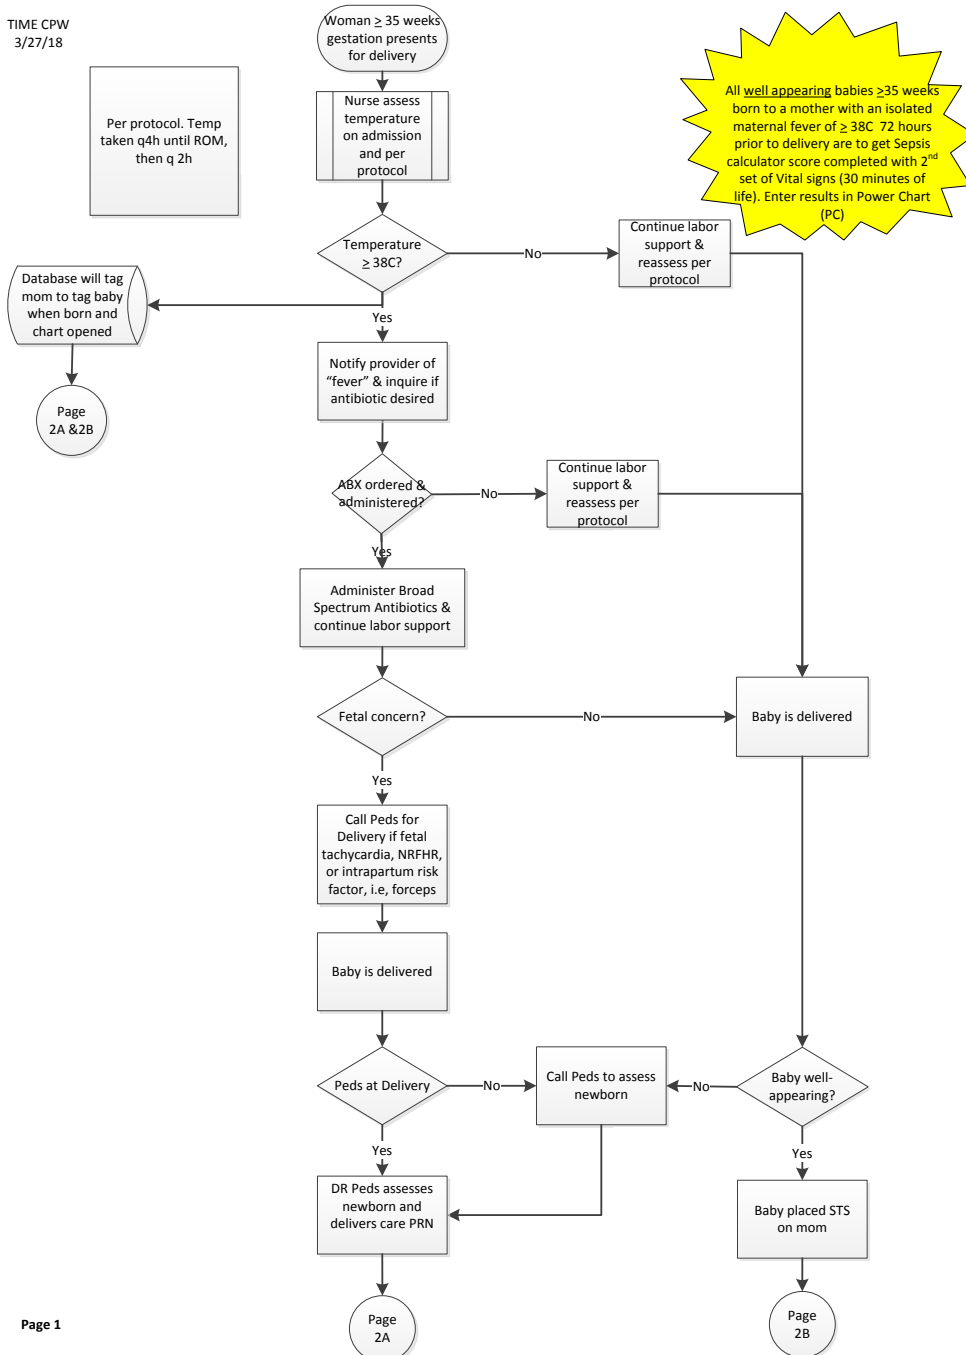 TIME CPW
3/27/18
Woman ≥ 35 weeks
gestation presents
for delivery
Per protocol. Temp
taken q4h until ROM,
then q 2h
Nurse assess
temperature
on admission
and per
protocol
All well appearing babies ≥35 weeks
born to a mother with an isolated
maternal fever of ≥ 38C  72 hours
prior to delivery are to get Sepsis
calculator score completed with 2nd
set of Vital signs (30 minutes of
life). Enter results in Power Chart
(PC)
Temperature
≥ 38C?
No
Continue labor
support &
reassess per
protocol
Database will tag
mom to tag baby
when born and
chart opened
Yes
Page
2A &2B
Notify provider of
“fever” & inquire if
antibiotic desired
ABX ordered &
administered?
No
Continue labor
support &
reassess per
protocol
Yes
Administer Broad
Spectrum Antibiotics &
continue labor support
Fetal concern?
No
Baby is delivered
Yes
Call Peds for
Delivery if fetal
tachycardia, NRFHR,
or intrapartum risk
factor, i.e, forceps
Baby is delivered
Peds at Delivery
No
Call Peds to assess
newborn
No
Baby well-
appearing?
Yes
Yes
DR Peds assesses
newborn and
delivers care PRN
Baby placed STS
on mom
Page
2A
Page
2B
Page 1